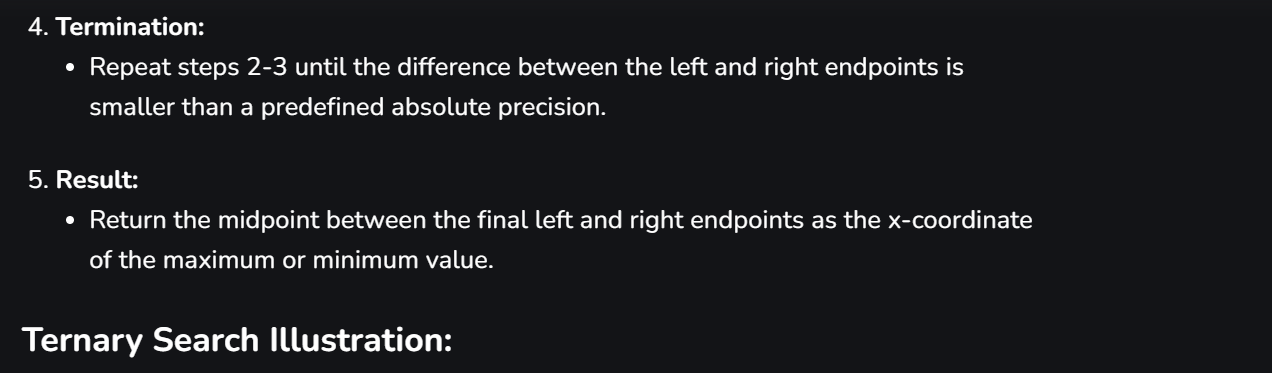 4. Termination:
• Repeat steps 2-3 until the difference between the left and right endpoints is
smaller than a predefined absolute precision.
5. Result:
• Return the midpoint between the final left and right endpoints as the x-coordinate
of the maximum or minimum value.
Ternary Search Illustration: